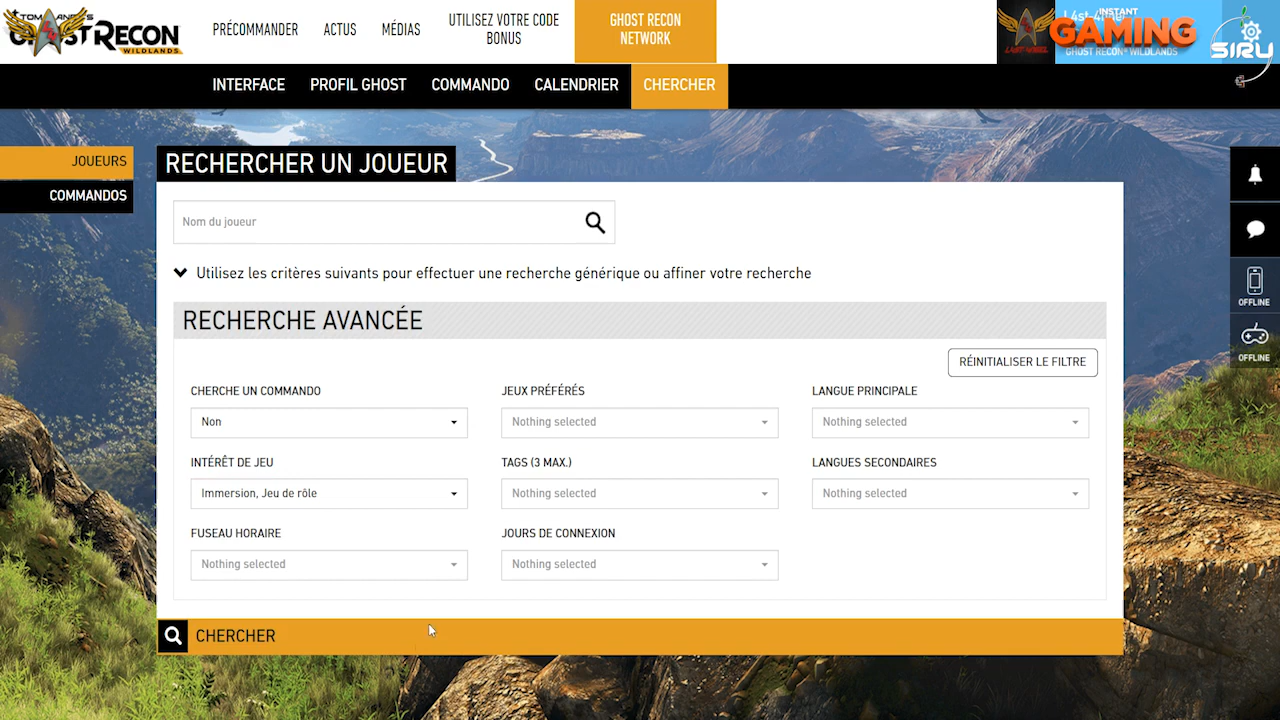 GHOST RECON
WILDLANDS
PRÉCOMMANDER
ACTUS
MÉDIAS
UTILISEZ VOTRE CODE
BONUS
GHOST RECON
NETWORK
INSTANT
GAMING
GHOST RECON® WILDLANDS
SIRU
INTERFACE
PROFIL GHOST
COMMANDO
CALENDRIER
CHERCHER
JOUEURS
COMMANDOS
RECHERCHER UN JOUEUR
Nom du joueur
Utilisez les critères suivants pour effectuer une recherche générique ou affiner votre recherche
RECHERCHE AVANCÉE
RÉINITIALISER LE FILTRE
CHERCHE UN COMMANDO
JEUX PRÉFÉRÉS
LANGUE PRINCIPALE
Non
Nothing selected
Nothing selected
INTÉRÊT DE JEU
TAGS (3 MAX.)
LANGUES SECONDAIRES
Immersion, Jeu de rôle
Nothing selected
Nothing selected
FUSEAU HORAIRE
JOURS DE CONNEXION
Nothing selected
Nothing selected
CHERCHER
OFFLINE
OFFLINE